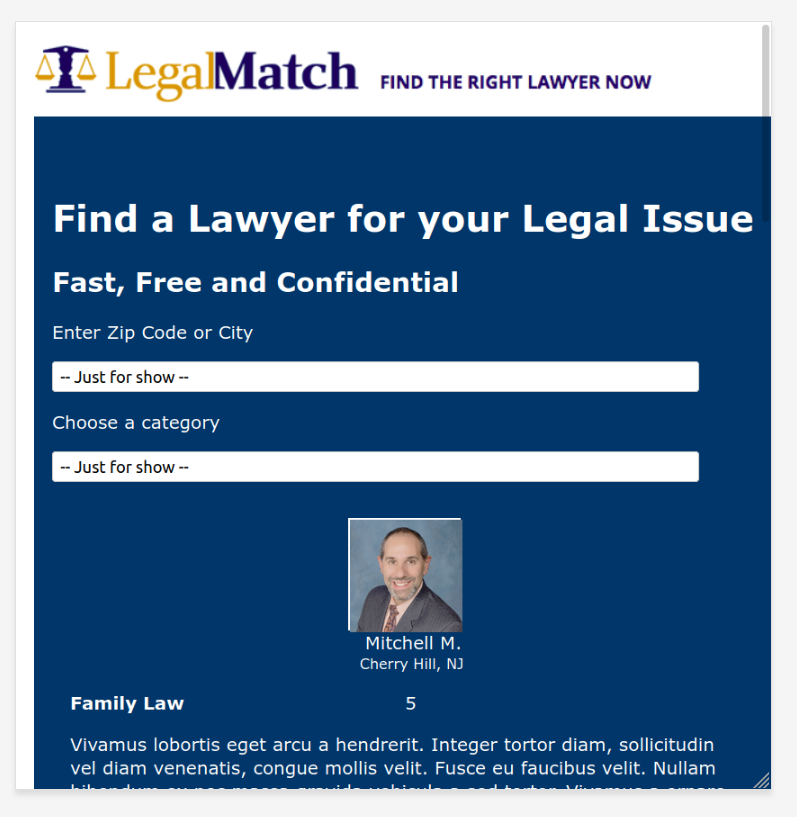 LegalMatch FIND THE RIGHT LAWYER NOW
Find a Lawyer for your Legal Issue
Fast, Free and Confidential
Enter Zip Code or City
-- Just for show --
Choose a category
-- Just for show --
Mitchell M.
Cherry Hill, NJ
Family Law 5
Vivamus lobortis eget arcu a hendrerit. Integer tortor diam, sollicitudin
vel diam venenatis, congue mollis velit. Fusce eu faucibus velit. Nullam